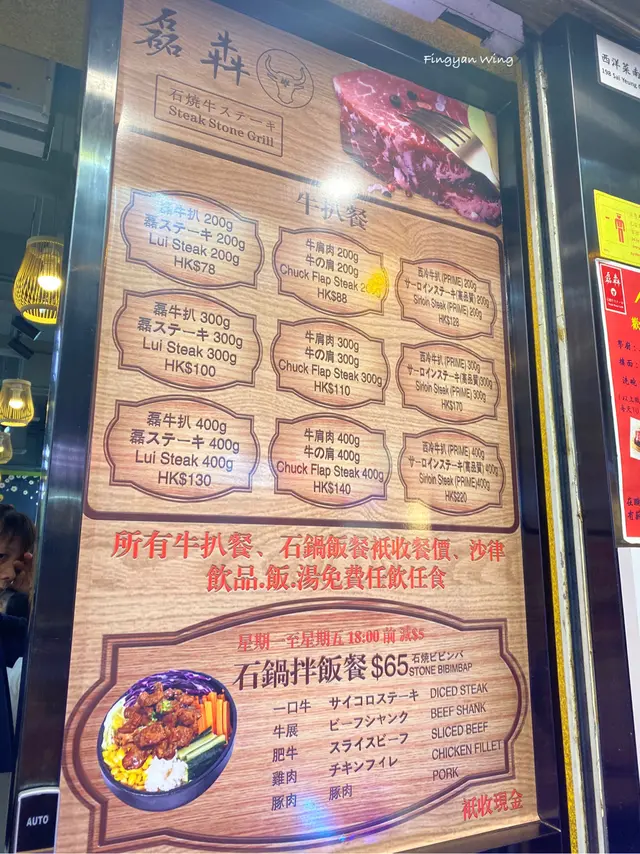 磊犇
石焼牛ステーキ
Steak Stone Grill
Fingyan Wing
牛扒餐
磊牛扒 200g
磊ステーキ 200g
Lui Steak 200g
HK$78
牛肩肉 200g
牛の肩 200g
Chuck Flap Steak
HK$88
西冷牛扒 (PRIME) 200g
サーロインステーキ(高品質) 200g
Sirloin Steak (PRIME) 200g
HK$128
磊牛扒 300g
磊ステーキ 300g
Lui Steak 300g
HK$100
牛肩肉 300g
牛の肩 300g
Chuck Flap Steak 300g
HK$110
西冷牛扒 (PRIME) 300g
サーロインステーキ(高品質)300g
Sirloin Steak (PRIME) 300g
HK$170
磊牛扒 400g
磊ステーキ 400g
Lui Steak 400g
HK$130
牛肩肉 400g
牛の肩 400g
Chuck Flap Steak 400g
HK$140
西冷牛扒 (PRIME) 400g
サーロインステーキ(高品質) 400g
Sirloin Steak (PRIME)400g
HK$220
所有牛扒餐、石鍋飯餐衹收餐價、沙律
飲品.飯.湯免費任飲任食
星期一至星期五 18:00 前 減$5
石鍋拌飯餐 $65 石焼ビビンバ
STONE BIBIMBAP
一口牛 サイコロステーキ DICED STEAK
牛展 ビーフシャンク BEEF SHANK
肥牛 スライスビーフ SLICED BEEF
雞肉 チキンフィレ CHICKEN FILLET
豚肉 豚肉 PORK
衹收現金
AUTO
西洋菜南